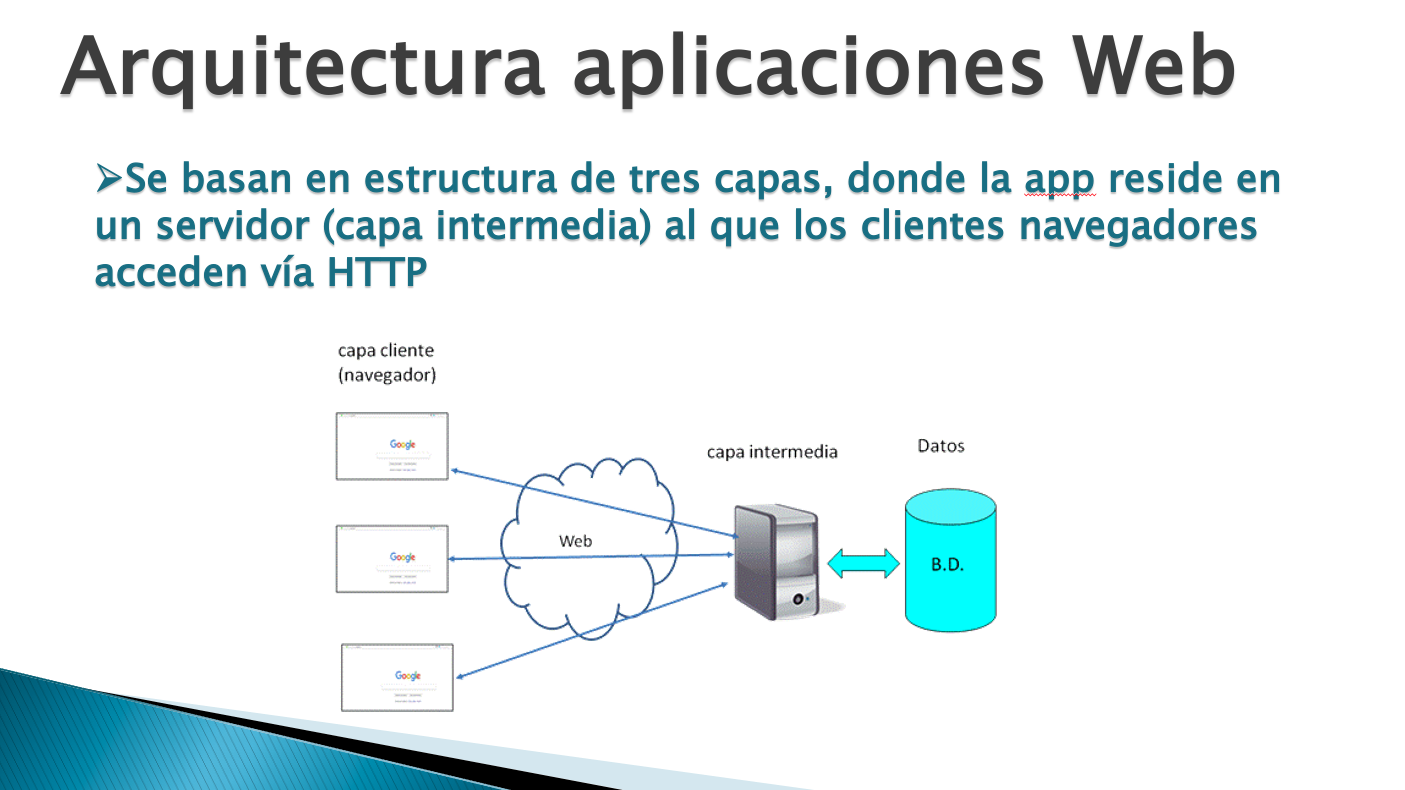 Arquitectura aplicaciones Web
➢Se basan en estructura de tres capas, donde la app reside en
un servidor (capa intermedia) al que los clientes navegadores
acceden vía HTTP
capa cliente
(navegador)
Google
capa intermedia
Datos
Web
Google
B.D.
Google